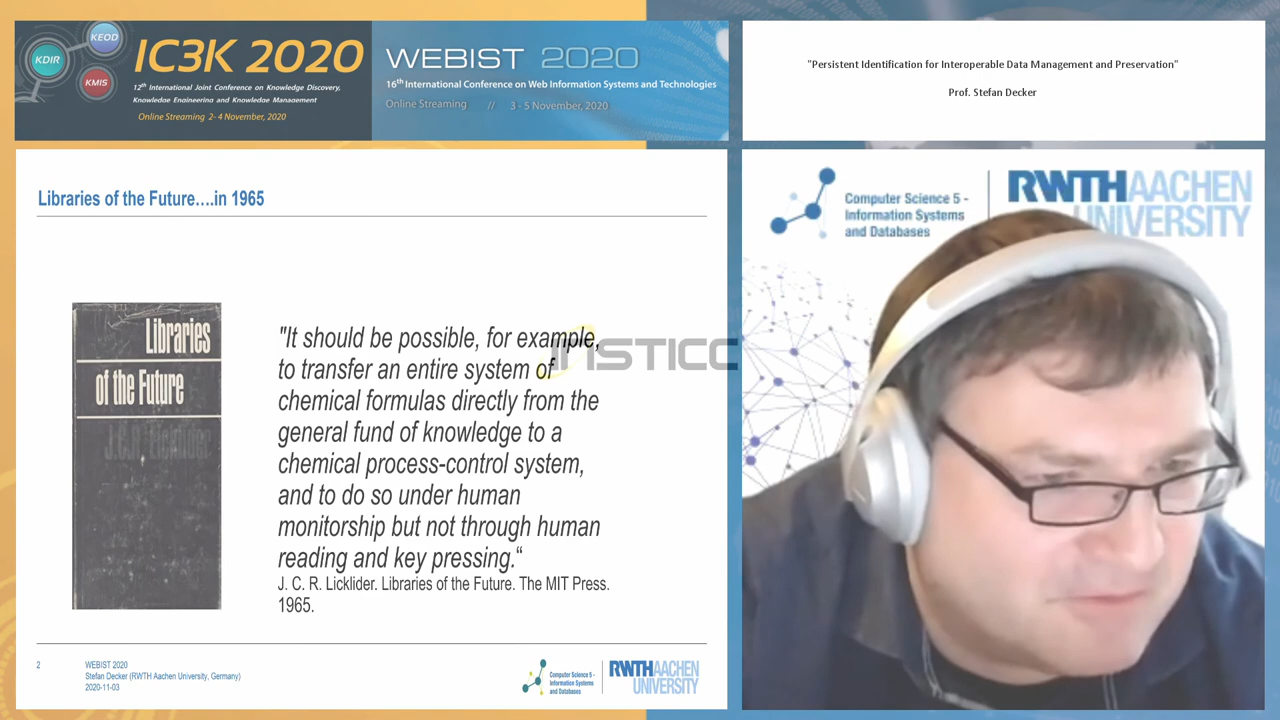 KEOD
KDIR
KMIS
IC3K 2020
12th International Joint Conference on Knowledge Discovery,
Knowledge Engineering and Knowledge Management
Online Streaming 2- 4 November, 2020
WEBIST 2020
16th International Conference on Web Information Systems and Technologies
Online Streaming // 3 - 5 November, 2020
"Persistent Identification for Interoperable Data Management and Preservation"
Prof. Stefan Decker
Libraries of the Future….in 1965
Libraries
of the Future
J.C.R. Licklider
"It should be possible, for example,
to transfer an entire system of
chemical formulas directly from the
general fund of knowledge to a
chemical process-control system,
and to do so under human
monitorship but not through human
reading and key pressing.“
J. C. R. Licklider. Libraries of the Future. The MIT Press.
1965.
INSTICC
2
WEBIST 2020
Stefan Decker (RWTH Aachen University, Germany)
2020-11-03
Computer Science 5 -
Information Systems
and Databases
RWTHAACHEN
UNIVERSITY
Computer Science 5 -
Information Systems
and Databases
RWTHAACHEN
UNIVERSITY